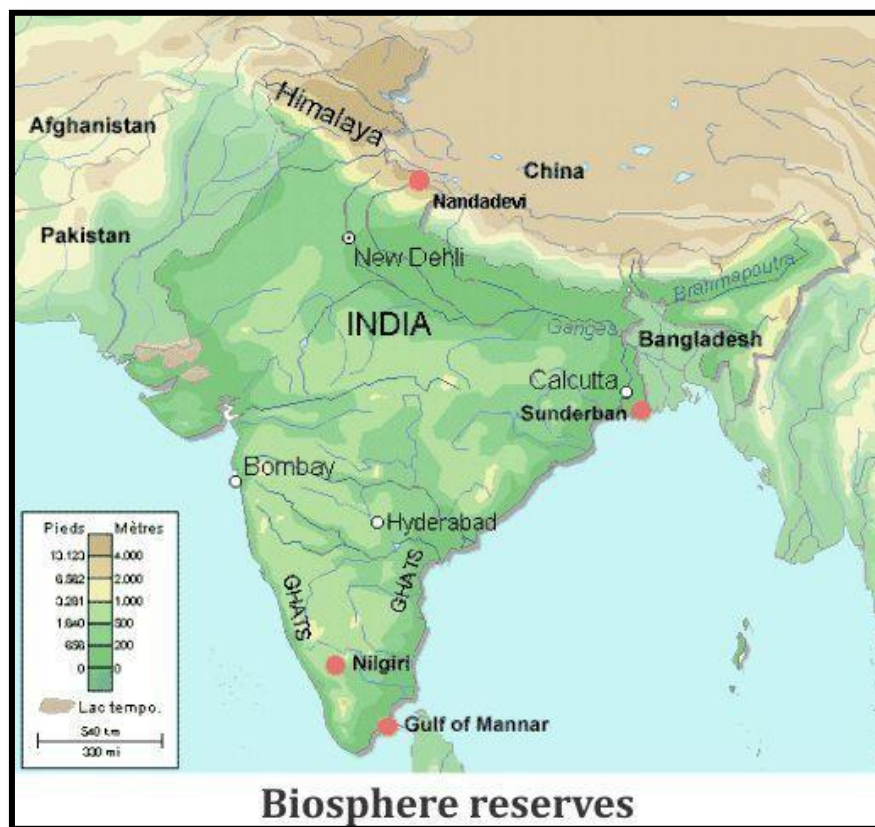 Himalaya
Afghanistan
China
Nandadevi
Pakistan
New Dehli
Brahmapoutra
INDIA
Ganges
Bangladesh
Calcutta
Sunderban
Bombay
Hyderabad
GHATS
GHATS
Nilgiri
Gulf of Mannar
Pieds Mètres
13.123 4.000
6.562 2.000
3.281 1.000
1.640 500
656 200
0 0
Lac tempo.
540 km
330 mi
Biosphere reserves